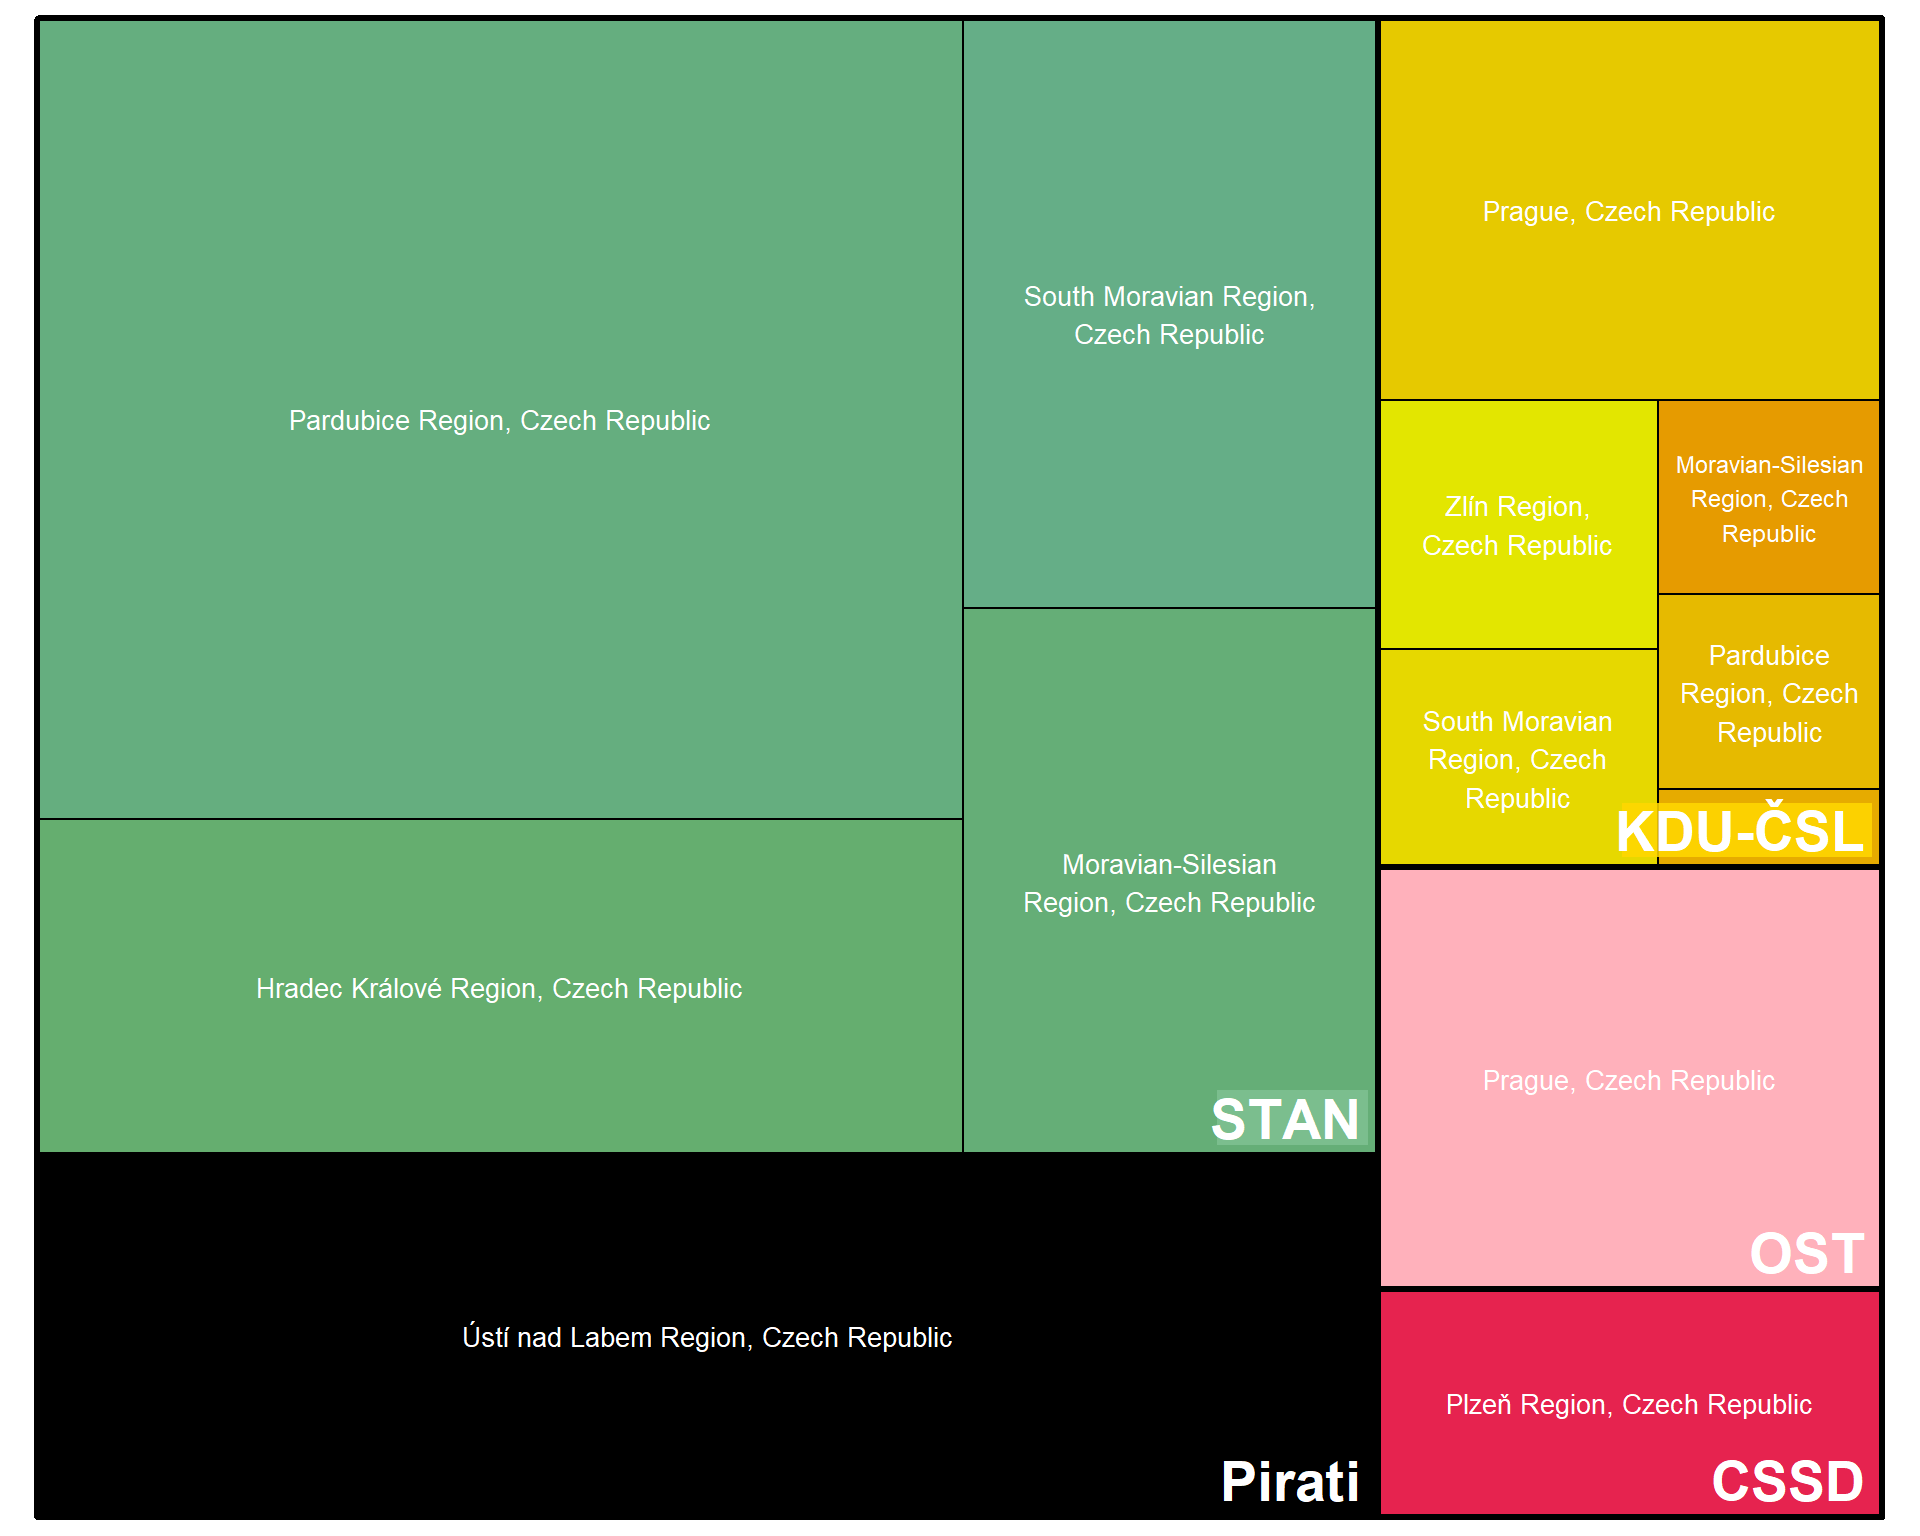 Pardubice Region, Czech Republic
Hradec Králové Region, Czech Republic
South Moravian Region,
Czech Republic
Moravian-Silesian
Region, Czech Republic
STAN
Ústí nad Labem Region, Czech Republic
Pirati
Prague, Czech Republic
Zlín Region,
Czech Republic
South Moravian
Region, Czech
Republic
Moravian-Silesian
Region, Czech
Republic
Pardubice
Region, Czech
Republic
KDU-ČSL
Prague, Czech Republic
OST
Plzeň Region, Czech Republic
CSSD